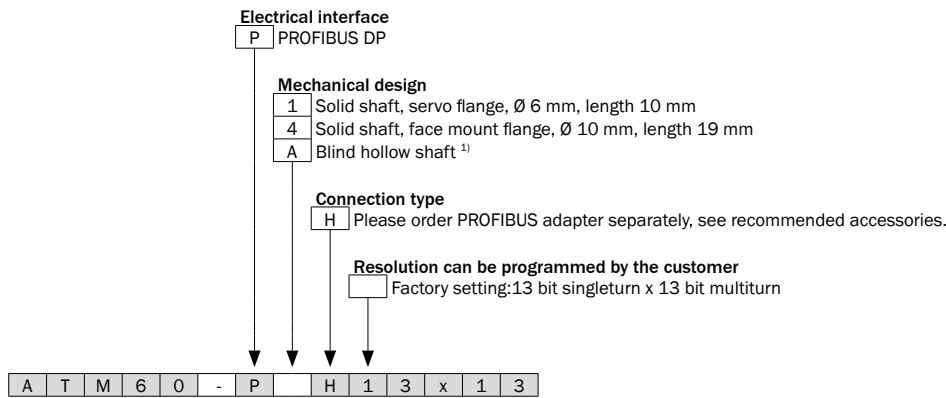 Electrical interface
P PROFIBUS DP
Mechanical design
1 Solid shaft, servo flange, Ø 6 mm, length 10 mm
4 Solid shaft, face mount flange, Ø 10 mm, length 19 mm
A Blind hollow shaft 1)
Connection type
H Please order PROFIBUS adapter separately, see recommended accessories.
Resolution can be programmed by the customer
Factory setting:13 bit singleturn x 13 bit multiturn
A T M 6 0 - P H 1 3 x 1 3